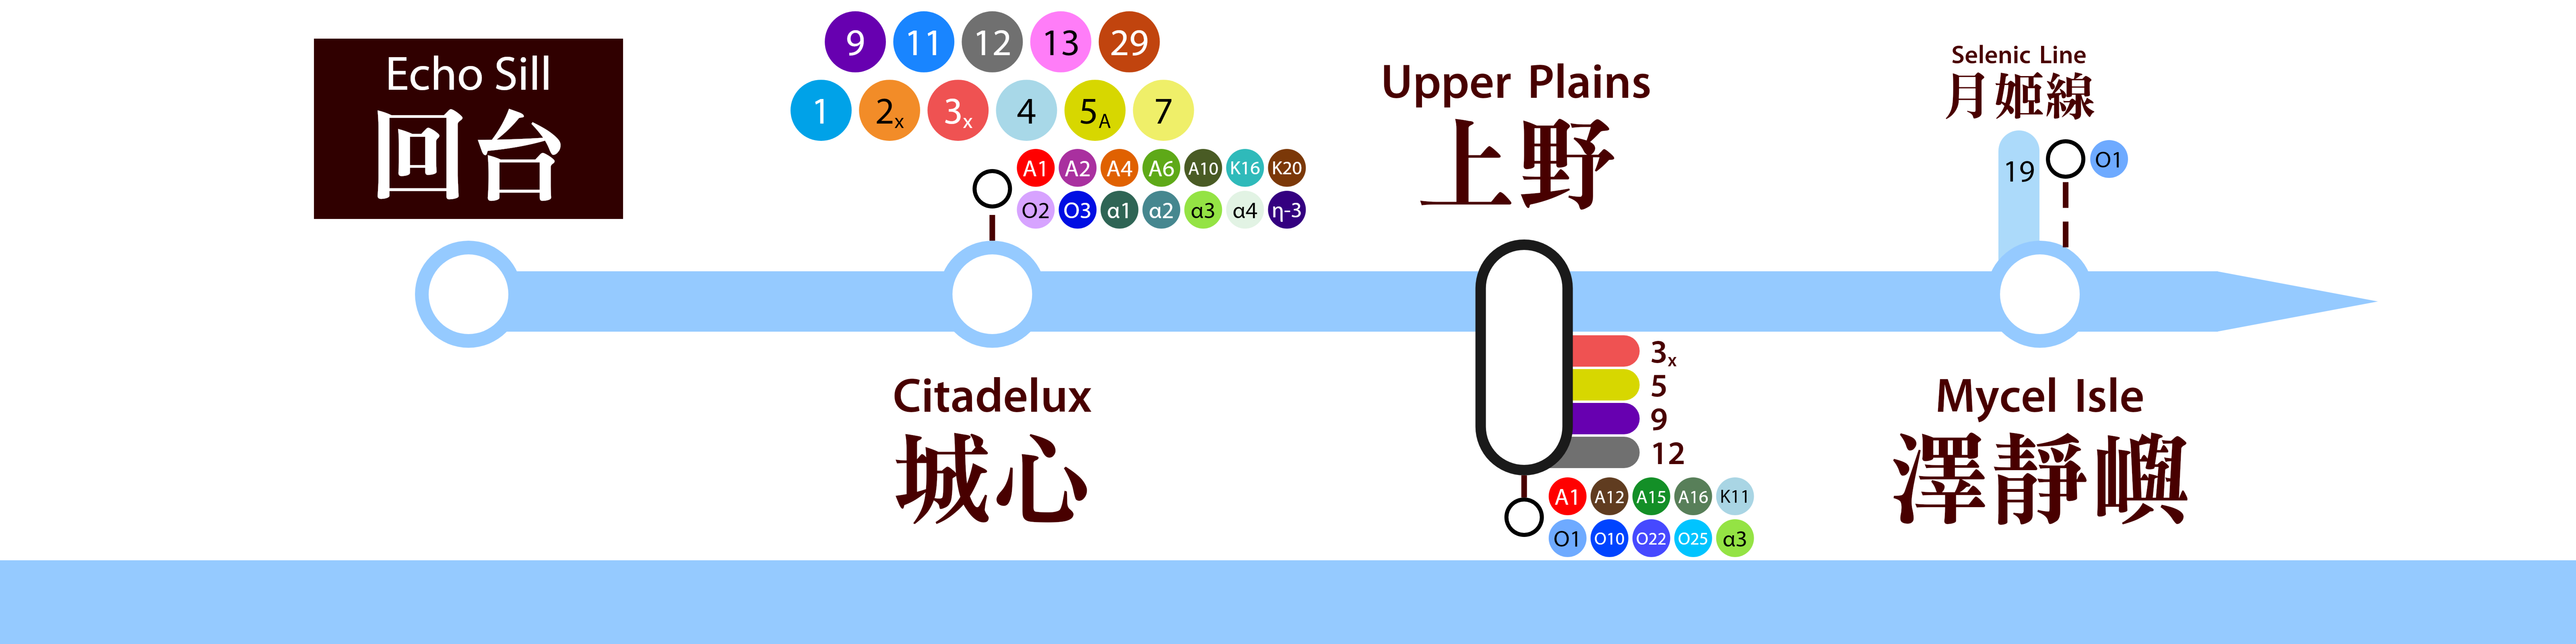 Echo Sill
回台
9 11 12 13 29
1 2x 3x 4 5A 7
A1 A2 A4 A6 A10 K16 K20
O2 O3 α1 α2 α3 α4 η-3
Citadelux
城心
Upper Plains
上野
3x
5
9
12
A1 A12 A15 A16 K11
O1 O10 O22 O25 α3
Selenic Line
月姬線
19 O1
Mycel Isle
澤靜嶼